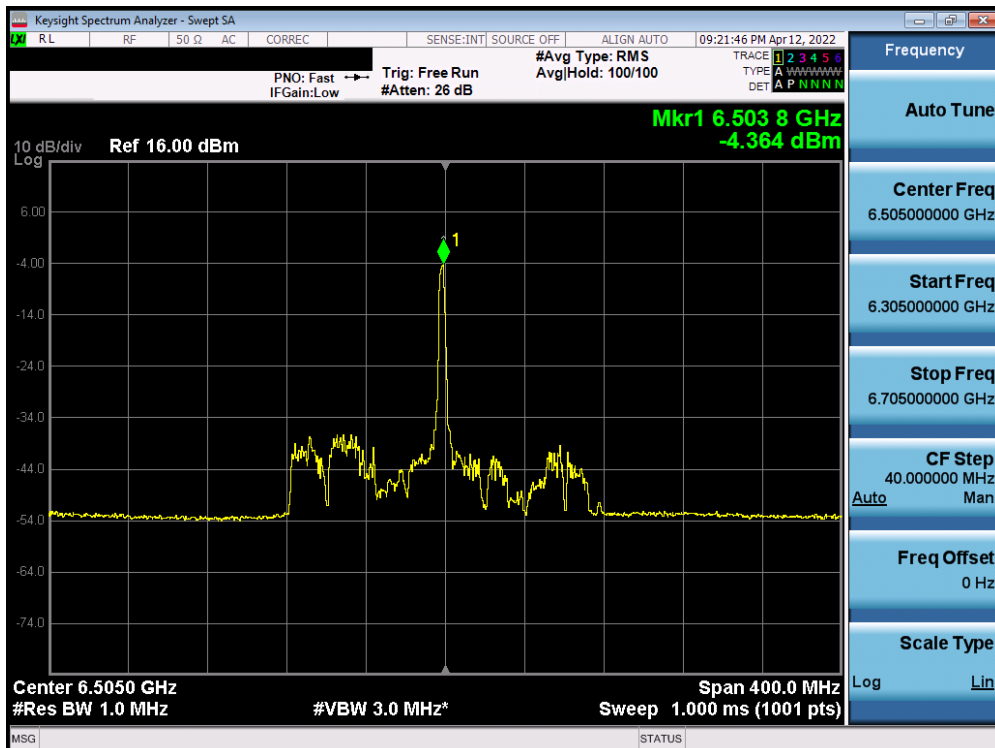 Keysight Spectrum Analyzer - Swept SA
LXI RL RF 50 Ω AC CORREC SENSE:INT SOURCE OFF ALIGN AUTO 09:21:46 PM Apr 12, 2022
PNO: Fast
IFGain:Low
Trig: Free Run
#Atten: 26 dB
#Avg Type: RMS
Avg|Hold: 100/100
TRACE 1 2 3 4 5 6
TYPE A WWWWW
DET A P N N N N
Mkr1 6.503 8 GHz
-4.364 dBm
10 dB/div Ref 16.00 dBm
Log
1
6.00
-4.00
-14.0
-24.0
-34.0
-44.0
-54.0
-64.0
-74.0
Center 6.5050 GHz Span 400.0 MHz
#Res BW 1.0 MHz #VBW 3.0 MHz* Sweep 1.000 ms (1001 pts)
MSG STATUS
Frequency
Auto Tune
Center Freq
6.505000000 GHz
Start Freq
6.305000000 GHz
Stop Freq
6.705000000 GHz
CF Step
40.000000 MHz
Auto Man
Freq Offset
0 Hz
Scale Type
Log Lin